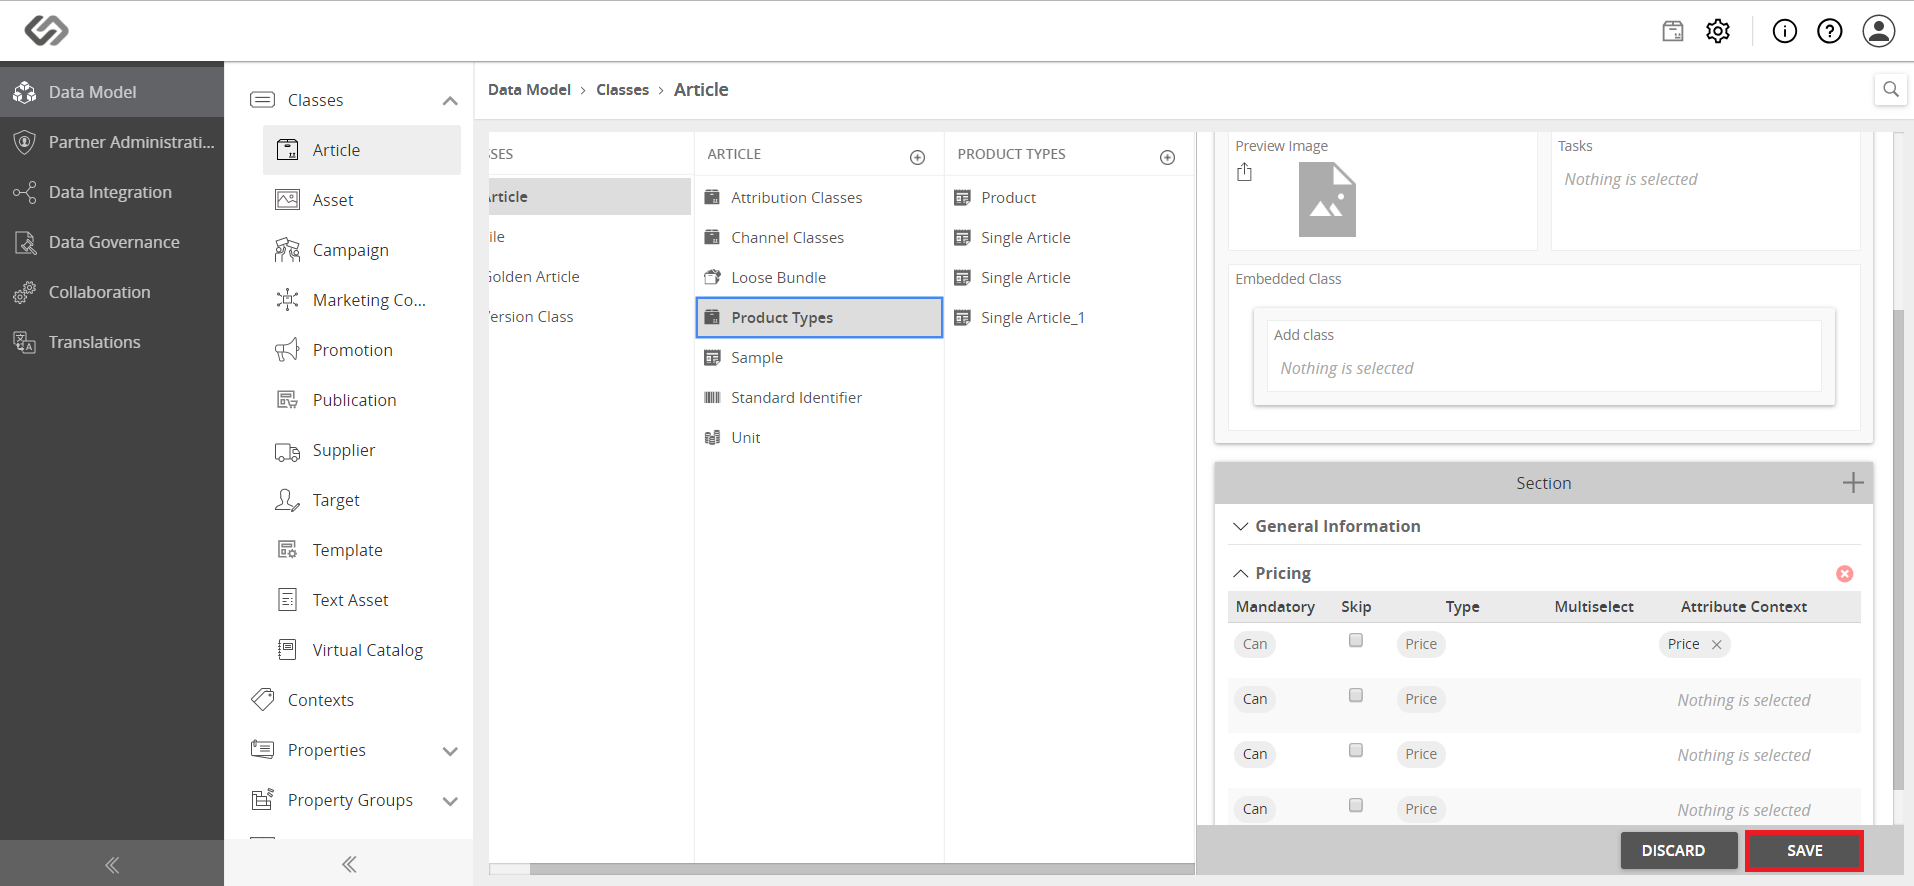 Data Model
Partner Administrati...
Data Integration
Data Governance
Collaboration
Translations
Classes
Article
Asset
Campaign
Marketing Co...
Promotion
Publication
Supplier
Target
Template
Text Asset
Virtual Catalog
Contexts
Properties
Property Groups
Data Model > Classes > Article
SSES
Article
ile
Golden Article
Version Class
ARTICLE
Attribution Classes
Channel Classes
Loose Bundle
Product Types
Sample
Standard Identifier
Unit
PRODUCT TYPES
Product
Single Article
Single Article
Single Article_1
Preview Image
Tasks
Nothing is selected
Embedded Class
Add class
Nothing is selected
Section
General Information
Pricing
Mandatory Skip Type Multiselect Attribute Context
Can Price Price
Can Price Nothing is selected
Can Price Nothing is selected
Can Price Nothing is selected
DISCARD SAVE